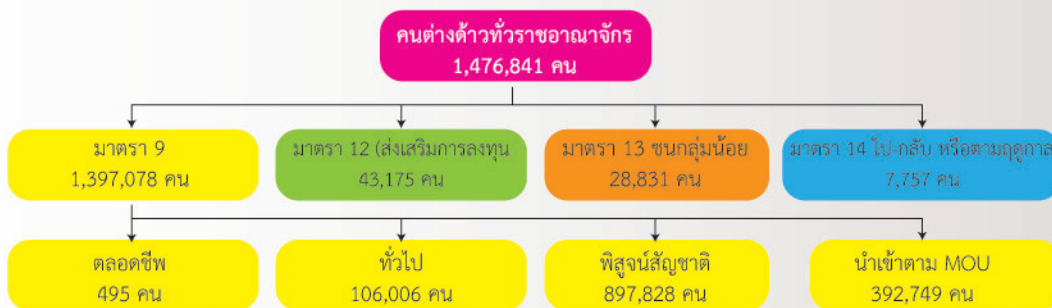 คนต่างด้าวทั่วราชอาณาจักร
1,476,841 คน
มาตรา 9
1,397,078 คน
มาตรา 12 (ส่งเสริมการลงทุน
43,175 คน
มาตรา 13 ชนกลุ่มน้อย
28,831 คน
มาตรา 14 ไป-กลับ หรือตามฤดูกาล
7,757 คน
ตลอดชีพ
495 คน
ทั่วไป
106,006 คน
พิสูจน์สัญชาติ
897,828 คน
นำเข้าตาม MOU
392,749 คน